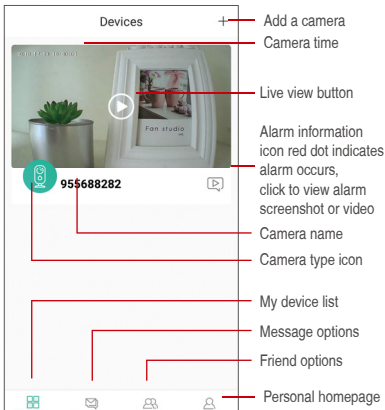 Devices
+
Add a camera
Camera time
Live view button
Fan studio
Alarm information
icon red dot indicates
alarm occurs,
click to view alarm
screenshot or video
955688282
Camera name
Camera type icon
My device list
Message options
Friend options
Personal homepage